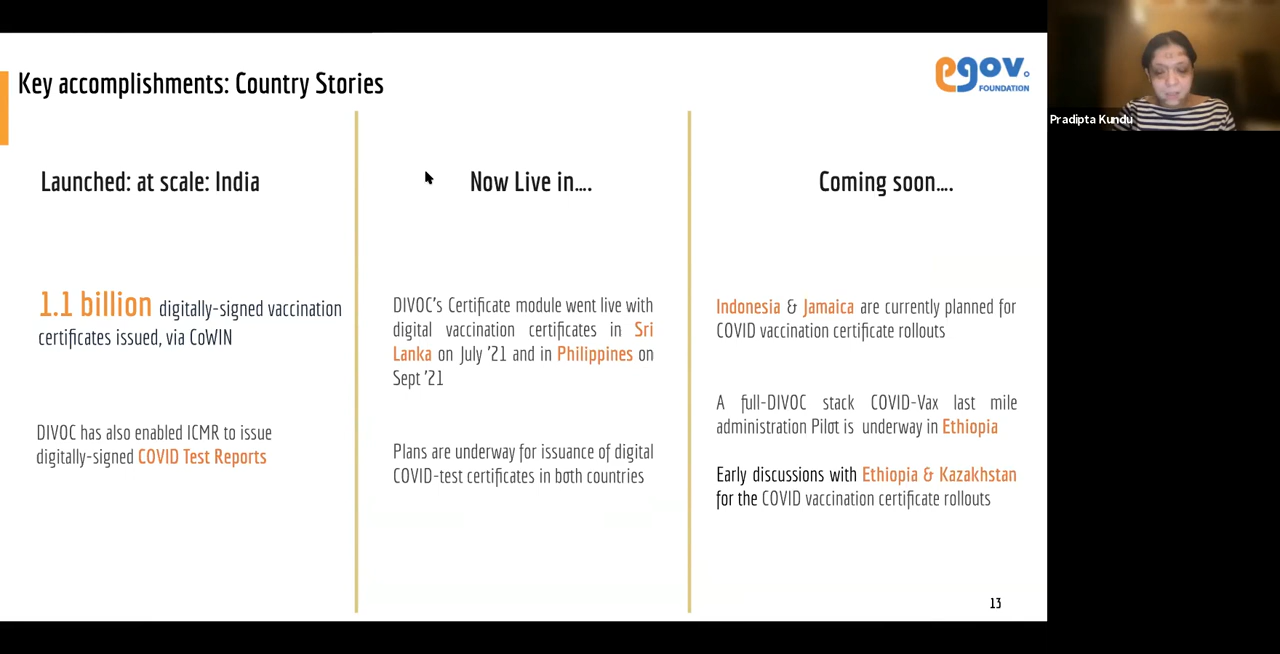 Key accomplishments: Country Stories
egov.
FOUNDATION
Pradipta Kundu
Launched: at scale: India
1.1 billion digitally-signed vaccination
certificates issued, via CoWIN
DIVOC has also enabled ICMR to issue
digitally-signed COVID Test Reports
Now Live in....
DIVOC's Certificate module went live with
digital vaccination certificates in Sri
Lanka on July '21 and in Philippines on
Sept '21
Plans are underway for issuance of digital
COVID-test certificates in both countries
Coming soon....
Indonesia & Jamaica are currently planned for
COVID vaccination certificate rollouts
A full-DIVOC stack COVID-Vax last mile
administration Pilot is underway in Ethiopia
Early discussions with Ethiopia & Kazakhstan
for the COVID vaccination certificate rollouts
13